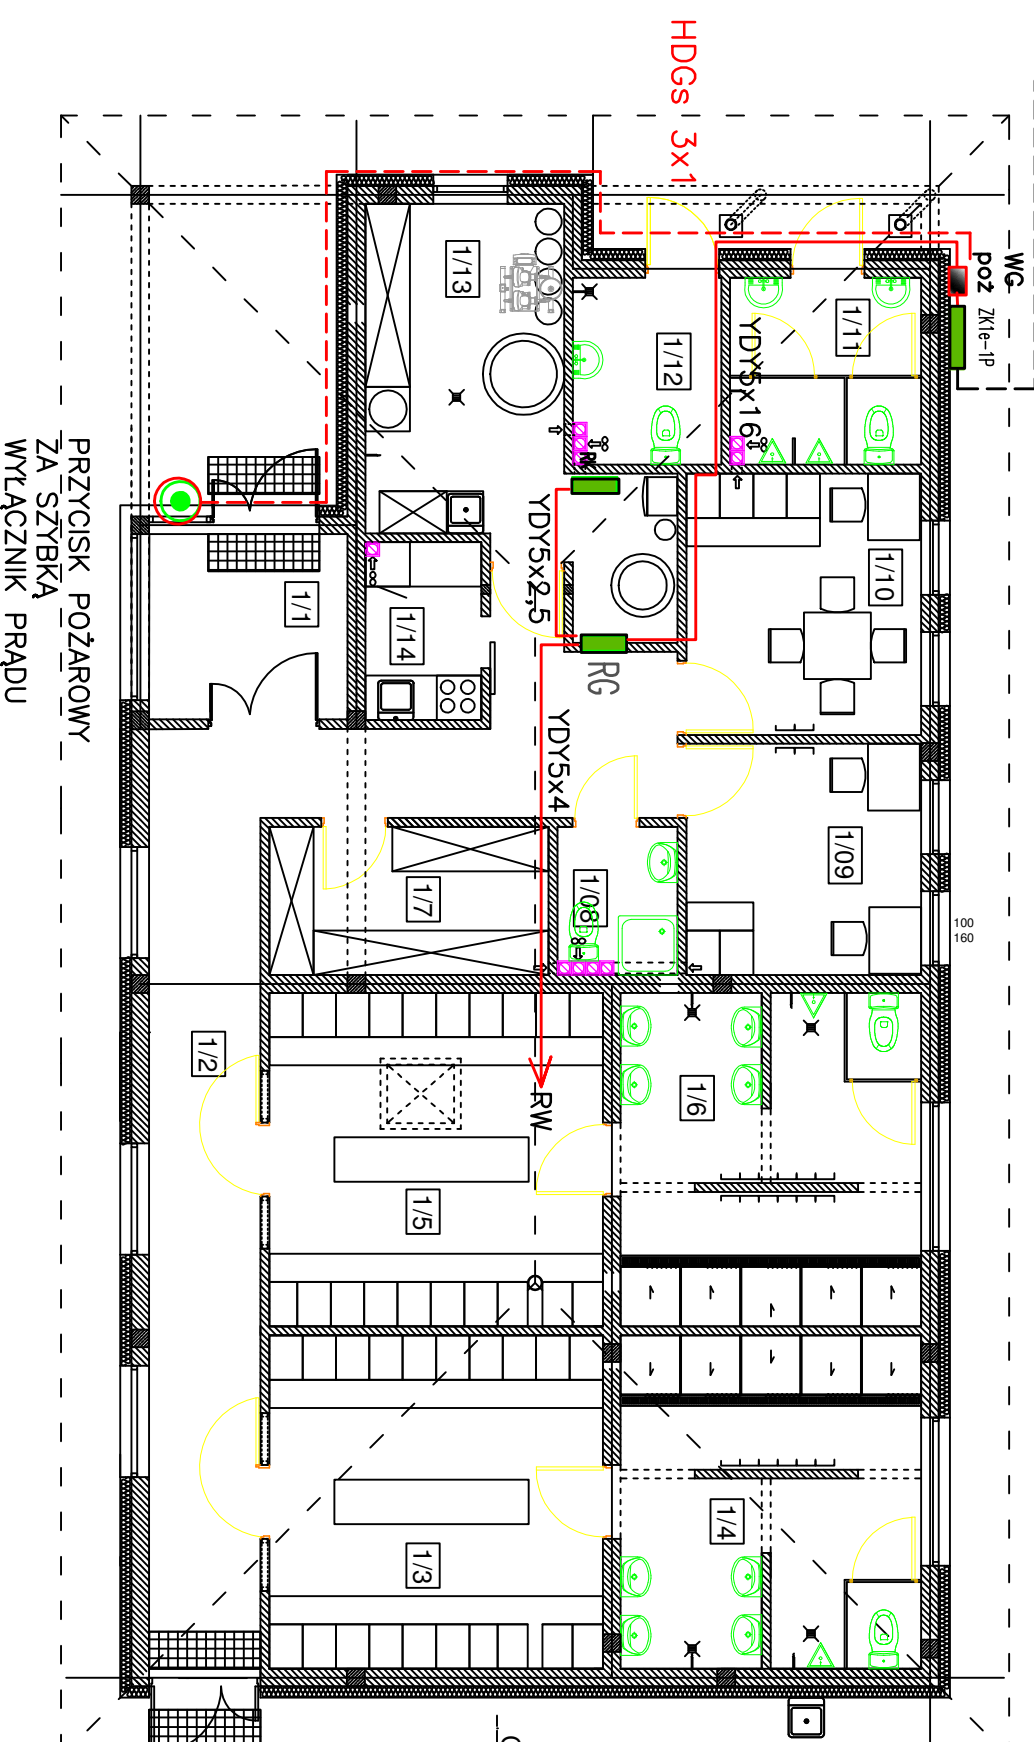 HDGs 3x1
WG
poż
ZK1e-1P
1/13
1/12
1/11
YDY5x16
1/10
YDY5x2,5
RG
1/14
1/1
PRZYCISK POŻAROWY
ZA SZYBKĄ
WYŁĄCZNIK PRĄDU
YDY5x4
1/09
1/08
1/7
100
160
1/2
RW
1/6
1/5
1/4
1/3